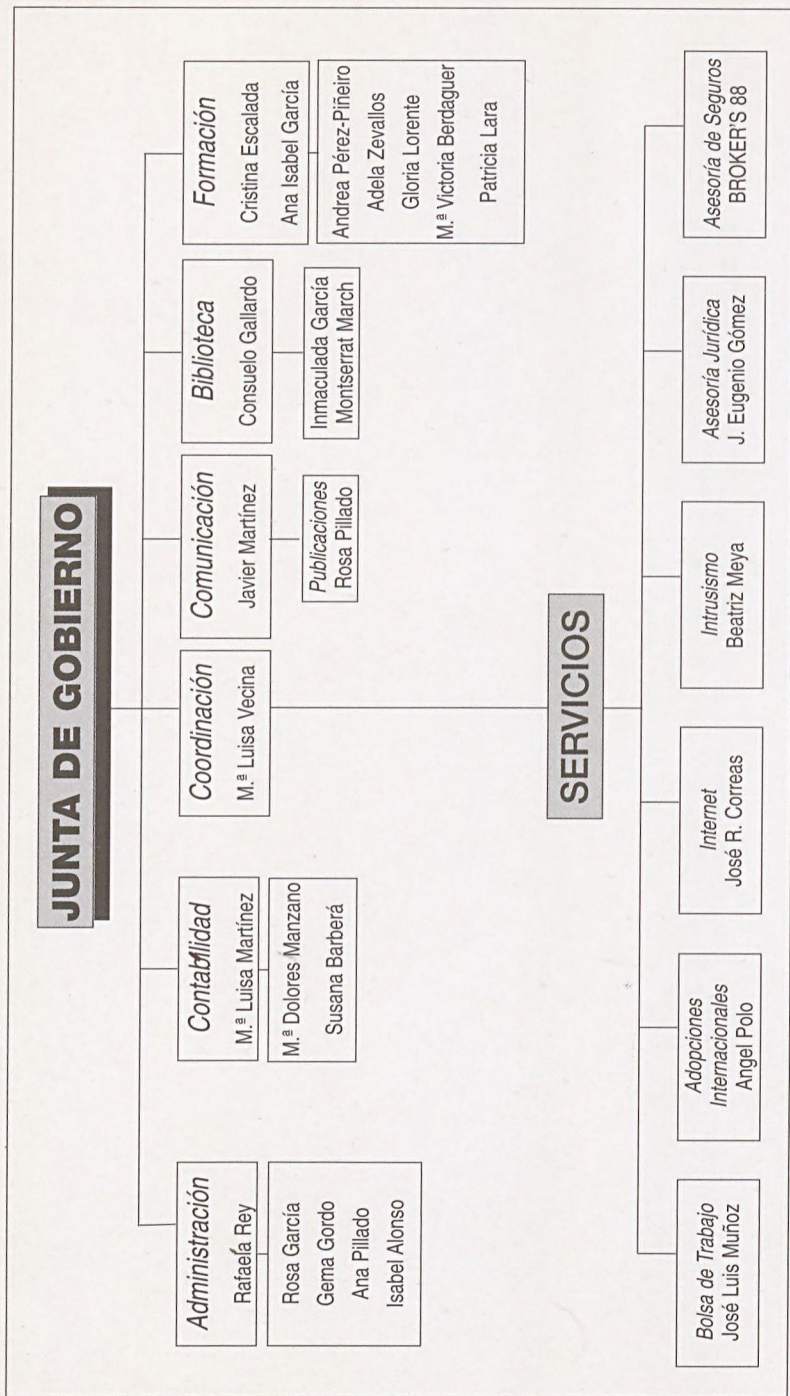 JUNTA DE GOBIERNO
Administración
Rafaela Rey
Rosa García
Gema Gordo
Ana Pillado
Isabel Alonso
Contabilidad
M.ª Luisa Martínez
M.ª Dolores Manzano
Susana Barberá
Coordinación
M.ª Luisa Vecina
Comunicación
Javier Martínez
Publicaciones
Rosa Pillado
Biblioteca
Consuelo Gallardo
Inmaculada García
Montserrat March
Formación
Cristina Escalada
Ana Isabel García
Andrea Pérez-Piñeiro
Adela Zevallos
Gloria Lorente
M.ª Victoria Berdaguer
Patricia Lara
SERVICIOS
Bolsa de Trabajo
José Luis Muñoz
Adopciones
Internacionales
Angel Polo
Internet
José R. Correas
Intrusismo
Beatriz Meya
Asesoría Jurídica
J. Eugenio Gómez
Asesoría de Seguros
BROKER'S 88